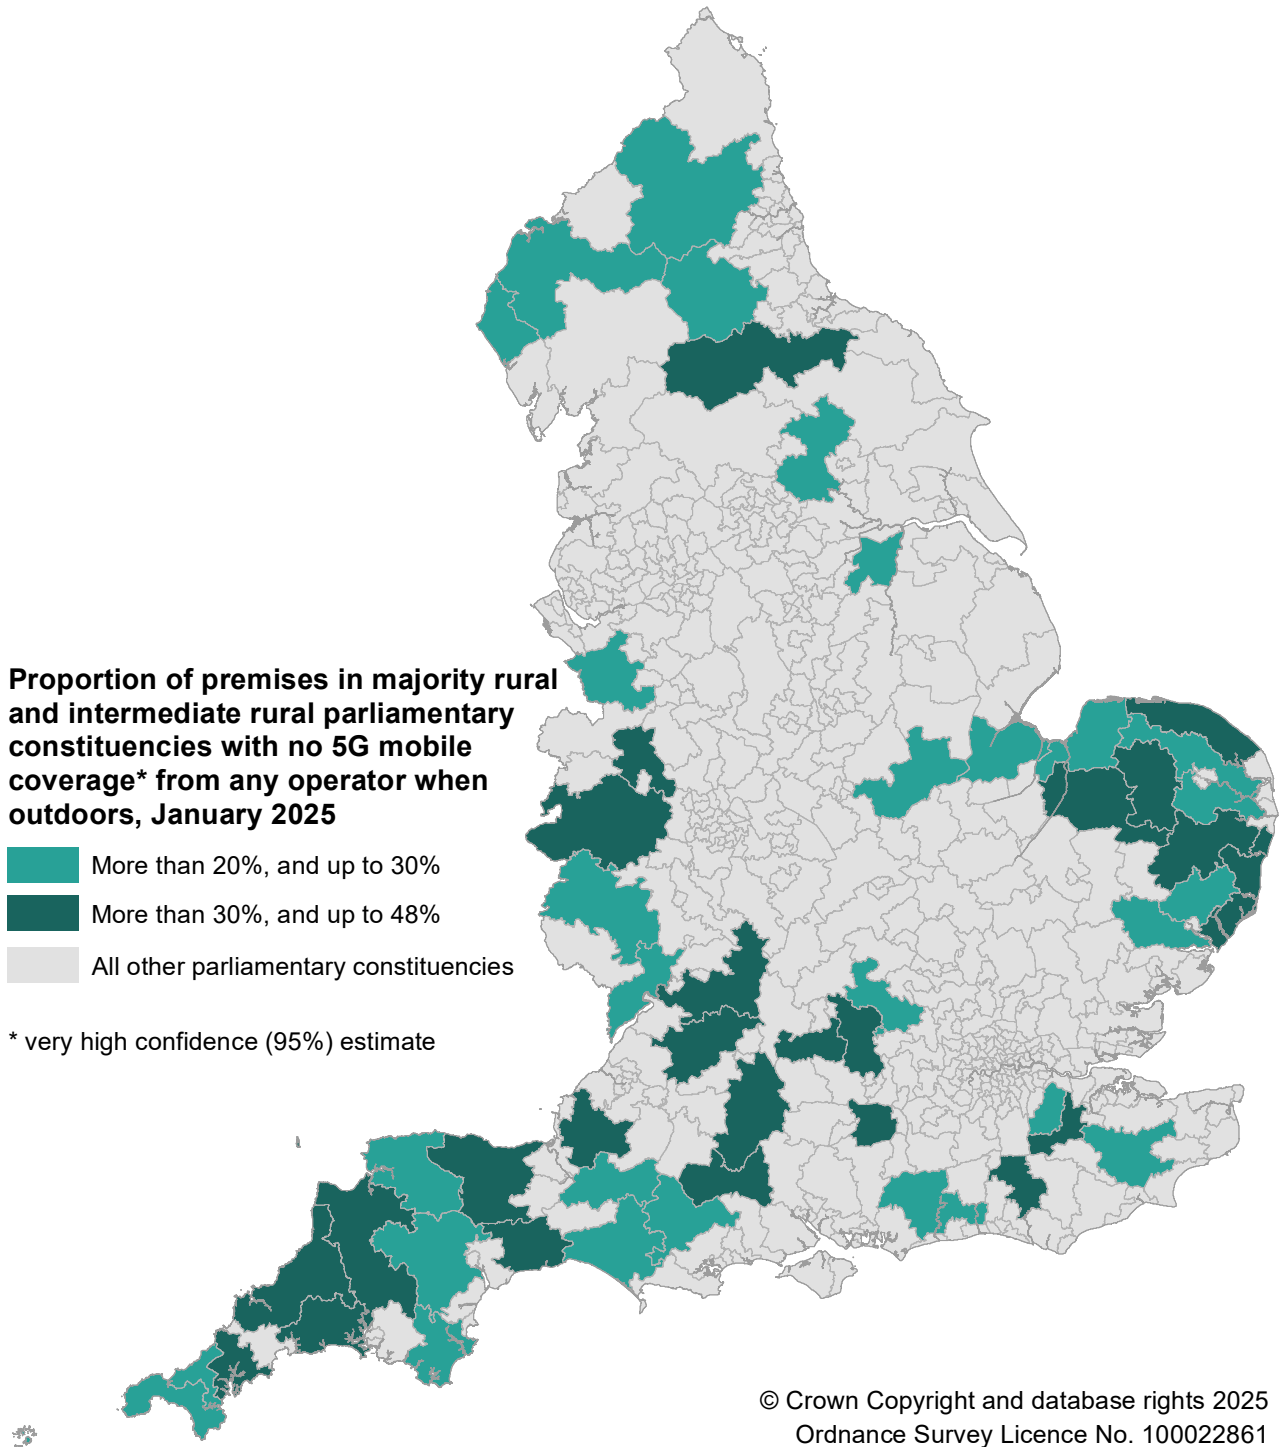 Proportion of premises in majority rural
and intermediate rural parliamentary
constituencies with no 5G mobile
coverage* from any operator when
outdoors, January 2025
More than 20%, and up to 30%
More than 30%, and up to 48%
All other parliamentary constituencies
* very high confidence (95%) estimate
© Crown Copyright and database rights 2025
Ordnance Survey Licence No. 100022861